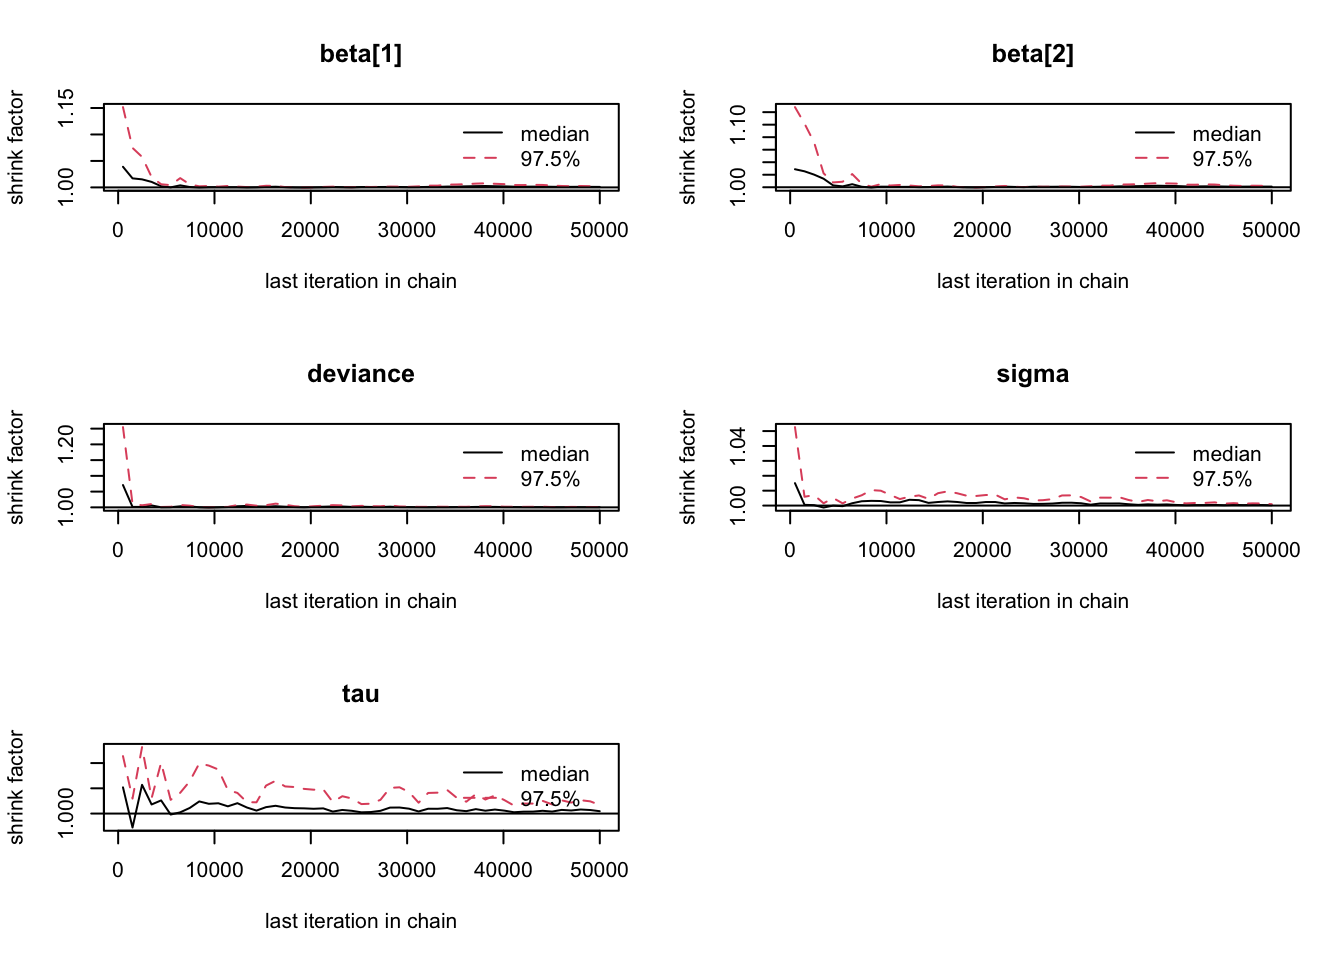 beta[1]
shrink factor
1.00 1.15
median
97.5%
0 10000 20000 30000 40000 50000
last iteration in chain
beta[2]
shrink factor
1.00 1.10
median
97.5%
0 10000 20000 30000 40000 50000
last iteration in chain
deviance
shrink factor
1.00 1.20
median
97.5%
0 10000 20000 30000 40000 50000
last iteration in chain
sigma
shrink factor
1.00 1.04
median
97.5%
0 10000 20000 30000 40000 50000
last iteration in chain
tau
shrink factor
1.000
median
97.5%
0 10000 20000 30000 40000 50000
last iteration in chain